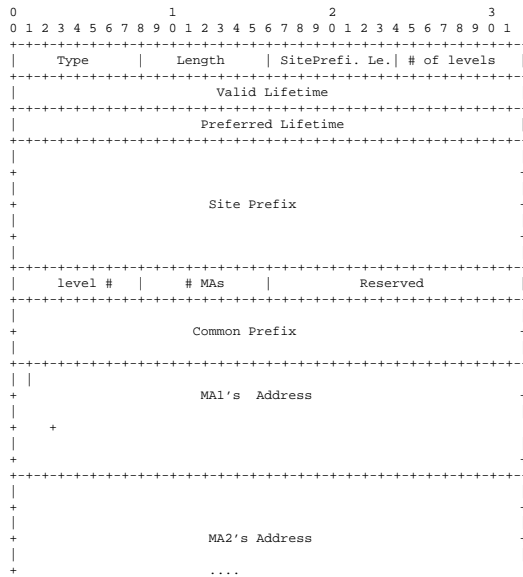 0                   1                   2                   3
0 1 2 3 4 5 6 7 8 9 0 1 2 3 4 5 6 7 8 9 0 1 2 3 4 5 6 7 8 9 0 1
+-+-+-+-+-+-+-+-+-+-+-+-+-+-+-+-+-+-+-+-+-+-+-+-+-+-+-+-+-+-+-+-
|     Type      |    Length     | SitePrefi. Le.| # of levels   |
+-+-+-+-+-+-+-+-+-+-+-+-+-+-+-+-+-+-+-+-+-+-+-+-+-+-+-+-+-+-+-+-
|                         Valid Lifetime
+-+-+-+-+-+-+-+-+-+-+-+-+-+-+-+-+-+-+-+-+-+-+-+-+-+-+-+-+-+-+-+-
|                       Preferred Lifetime                      |
+-+-+-+-+-+-+-+-+-+-+-+-+-+-+-+-+-+-+-+-+-+-+-+-+-+-+-+-+-+-+-+-
|
+                                                               -
|
+                        Site Prefix                            -
|
+                                                               -
|
+-+-+-+-+-+-+-+-+-+-+-+-+-+-+-+-+-+-+-+-+-+-+-+-+-+-+-+-+-+-+-+-
|     level #   |     # MAs     |           Reserved            |
+-+-+-+-+-+-+-+-+-+-+-+-+-+-+-+-+-+-+-+-+-+-+-+-+-+-+-+-+-+-+-+-
|
+                      Common Prefix                            -
|
+-+-+-+-+-+-+-+-+-+-+-+-+-+-+-+-+-+-+-+-+-+-+-+-+-+-+-+-+-+-+-+-
| |
+                       MA1's  Address                          -
|
+    +
|
+                                                               -
+-+-+-+-+-+-+-+-+-+-+-+-+-+-+-+-+-+-+-+-+-+-+-+-+-+-+-+-+-+-+-+-
|
+                                                               -
|
+                        MA2's Address                          -
|
+                        ....                                   -